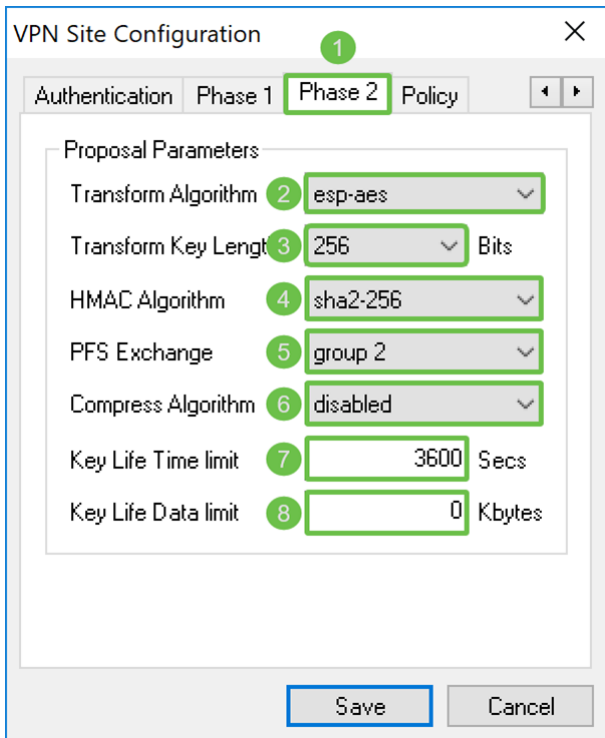 VPN Site Configuration
1
Authentication Phase 1 Phase 2 Policy
Proposal Parameters
Transform Algorithm 2 esp-aes
Transform Key Lengt 3 256 Bits
HMAC Algorithm 4 sha2-256
PFS Exchange 5 group 2
Compress Algorithm 6 disabled
Key Life Time limit 7 3600 Secs
Key Life Data limit 8 0 Kbytes
Save Cancel